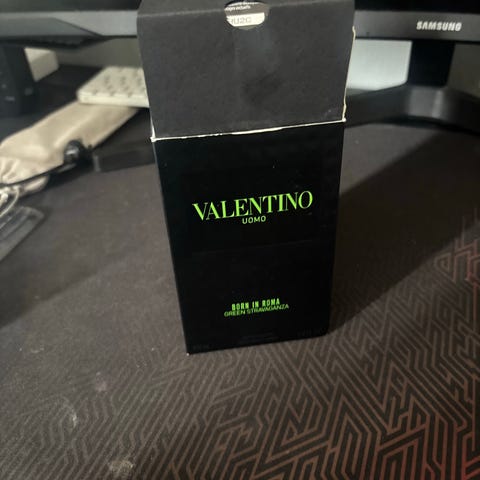 SAMSUNG
VALENTINO
UOMO
BORN IN ROMA
GREEN STRAVAGANZA